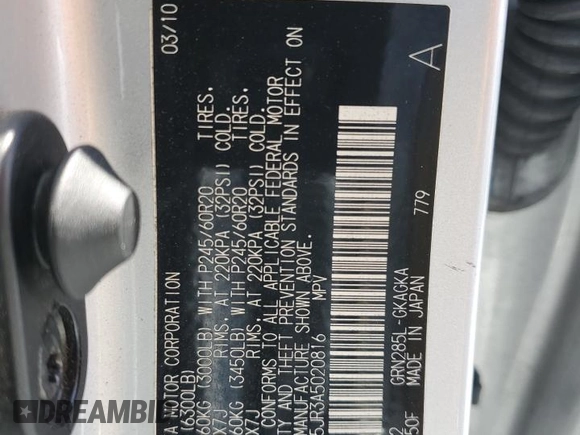 A MOTOR CORPORATION 03/10
(6300LB)
60KG (3000LB) WITH P245/60R20 TIRES,
X7J RIMS, AT 220KPA (32PSI) COLD.
60KG (3450LB) WITH P245/60R20 TIRES,
X7J RIMS, AT 220KPA (32PSI) COLD.
CONFORMS TO ALL APPLICABLE FEDERAL MOTOR
TY AND THEFT PREVENTION STANDARDS IN EFFECT ON
MANUFACTURE SHOWN ABOVE.
5JR3A5020816 MPV
A
GRN285L-GKAGKA 779
50F MADE IN JAPAN
iDRIVE